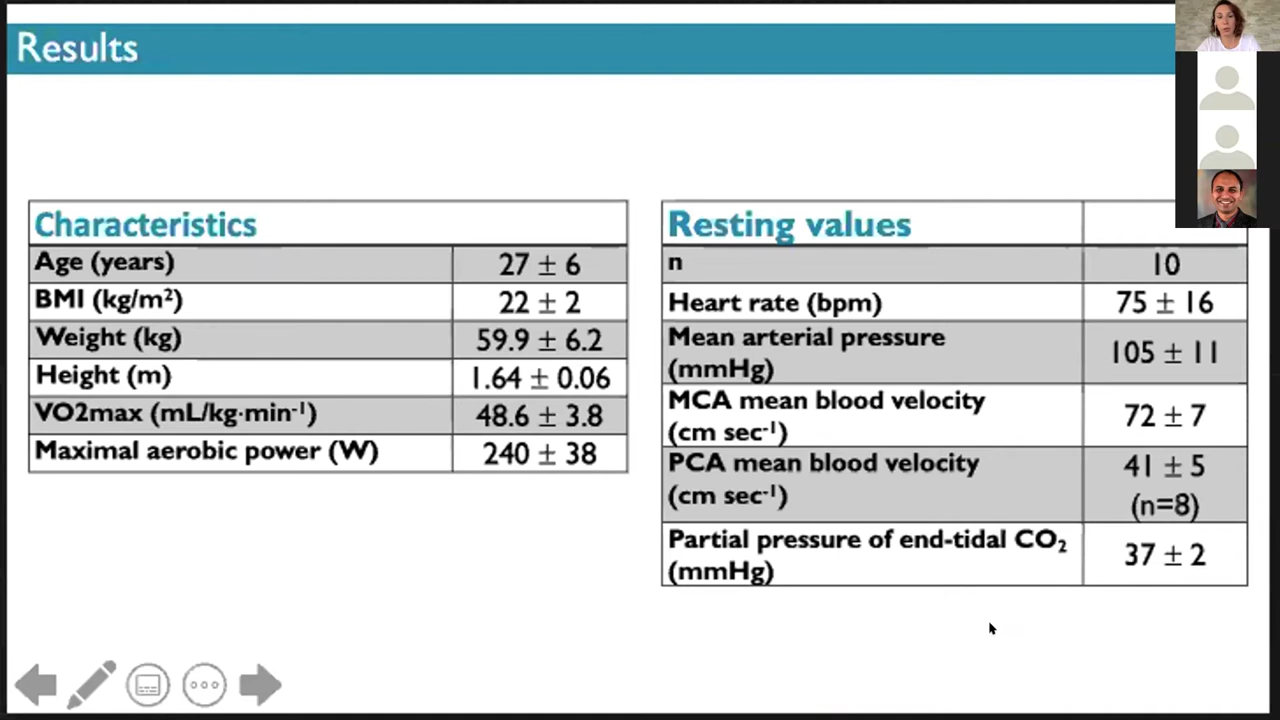 Results
Characteristics
Age (years) 27 ± 6
BMI (kg/m²) 22 ± 2
Weight (kg) 59.9 ± 6.2
Height (m) 1.64 ± 0.06
VO2max (mL/kg·min⁻¹) 48.6 ± 3.8
Maximal aerobic power (W) 240 ± 38
Resting values
n 10
Heart rate (bpm) 75 ± 16
Mean arterial pressure
(mmHg) 105 ± 11
MCA mean blood velocity
(cm sec⁻¹) 72 ± 7
PCA mean blood velocity 41 ± 5
(cm sec⁻¹) (n=8)
Partial pressure of end-tidal CO₂
(mmHg) 37 ± 2